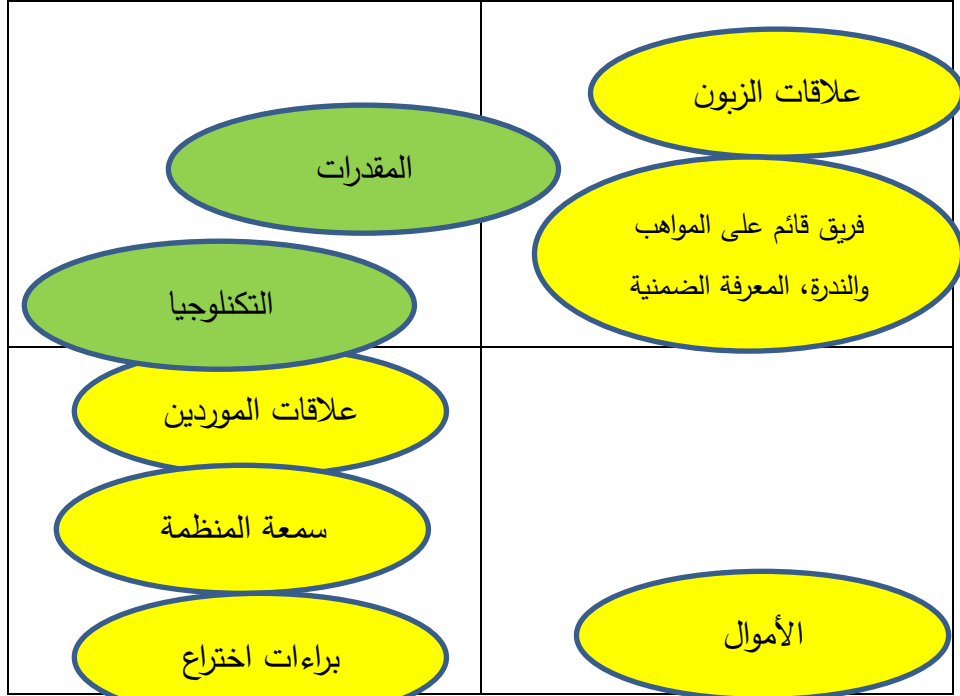 علاقات الزبون
المقدرات
فريق قائم على المواهب
والندرة، المعرفة الضمنية
التكنلوجيا
علاقات الموردين
سمعة المنظمة
الأموال
براءات اختراع